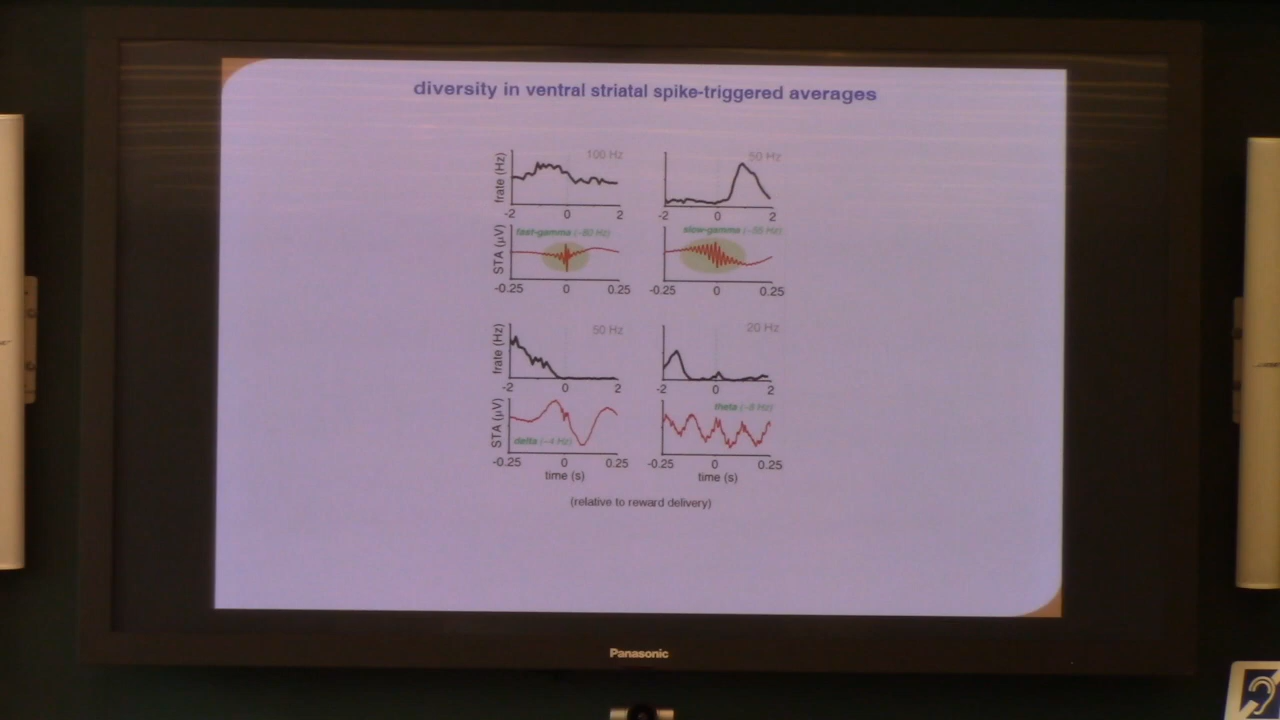 diversity in ventral striatal spike-triggered averages
frate (Hz)
100 Hz
-2 0 2
50 Hz
-2 0 2
STA (µV)
fast-gamma (~80 Hz)
-0.25 0 0.25
slow-gamma (~55 Hz)
-0.25 0 0.25
frate (Hz)
50 Hz
-2 0 2
20 Hz
-2 0 2
STA (µV)
delta (~4 Hz)
-0.25 0 0.25
time (s)
theta (~8 Hz)
-0.25 0 0.25
time (s)
(relative to reward delivery)
Panasonic